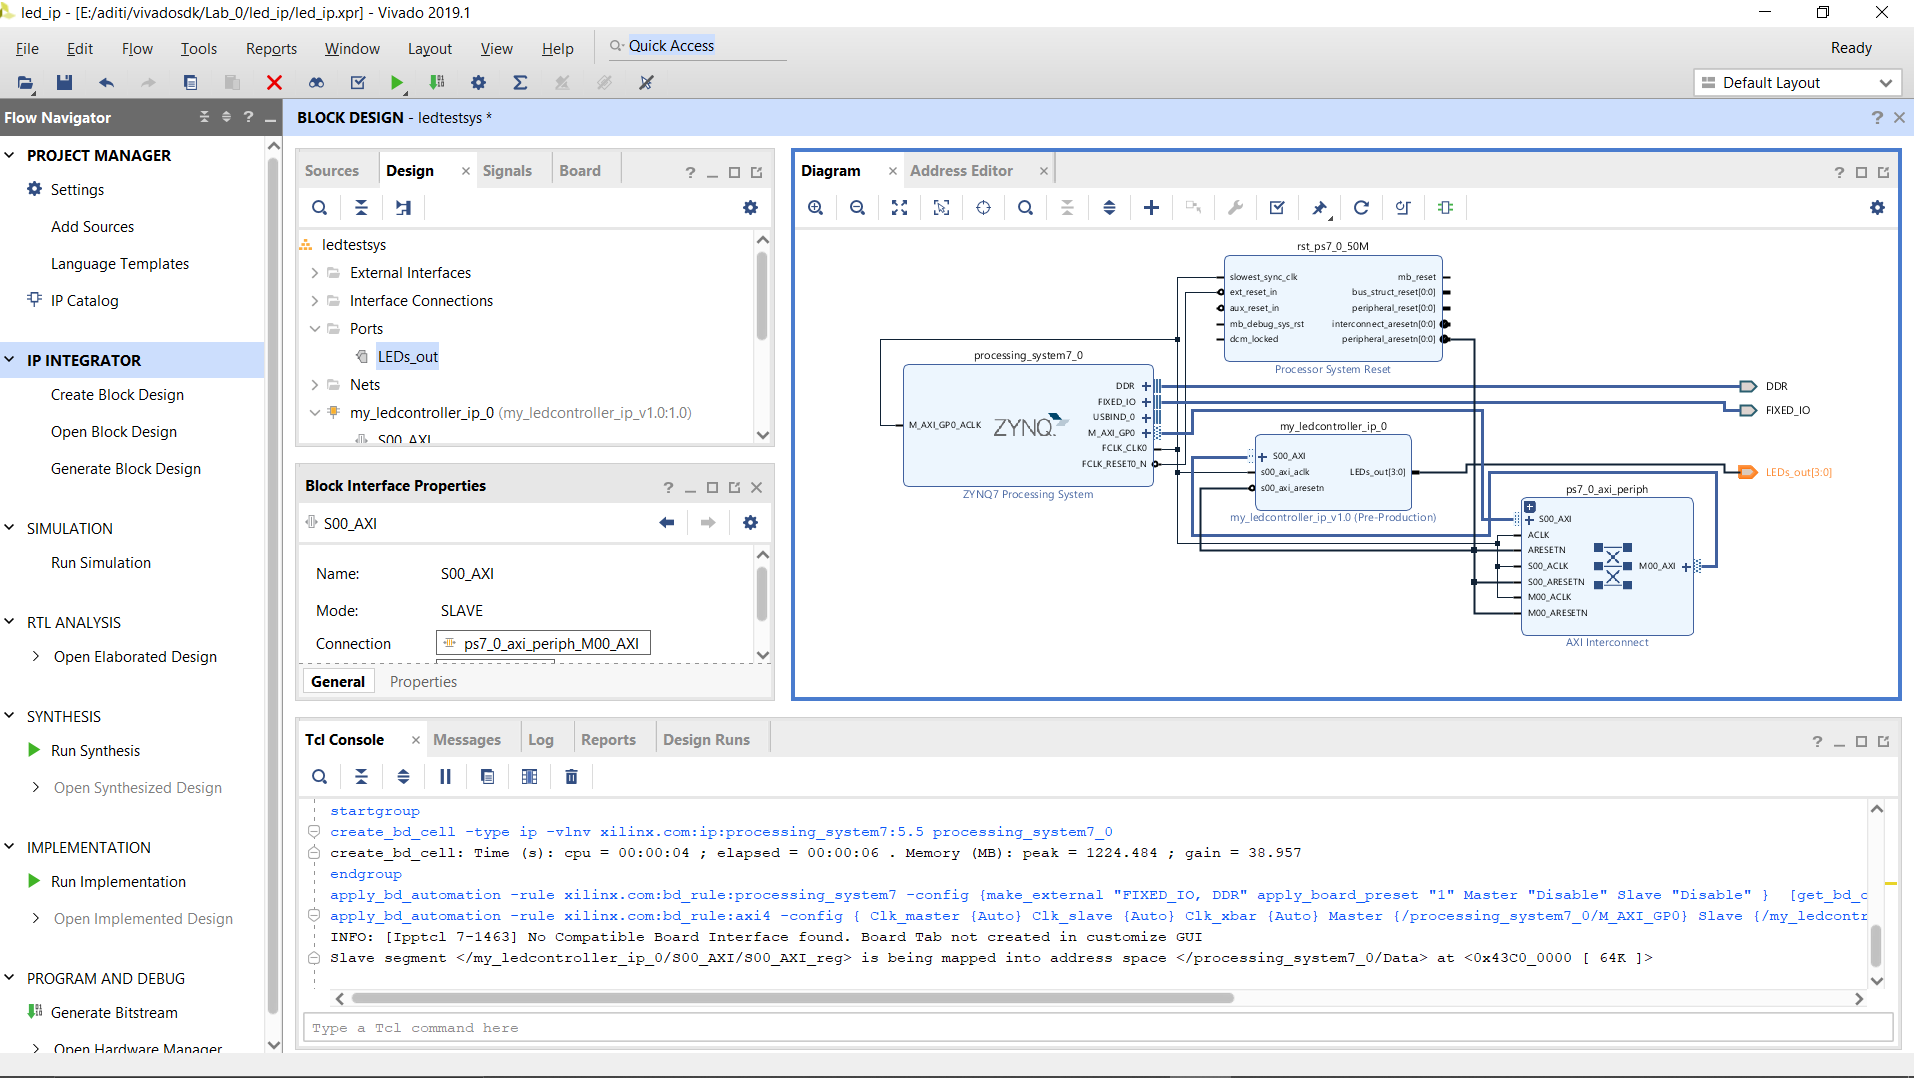 led_ip - [E:/aditi/vivadosdk/Lab_0/led_ip/led_ip.xpr] - Vivado 2019.1
File Edit Flow Tools Reports Window Layout View Help Quick Access Ready
Default Layout
Flow Navigator
PROJECT MANAGER
Settings
Add Sources
Language Templates
IP Catalog
IP INTEGRATOR
Create Block Design
Open Block Design
Generate Block Design
SIMULATION
Run Simulation
RTL ANALYSIS
Open Elaborated Design
SYNTHESIS
Run Synthesis
Open Synthesized Design
IMPLEMENTATION
Run Implementation
Open Implemented Design
PROGRAM AND DEBUG
Generate Bitstream
Open Hardware Manager
BLOCK DESIGN - ledtestsys *
Sources Design Signals Board
ledtestsys
External Interfaces
Interface Connections
Ports
LEDs_out
Nets
my_ledcontroller_ip_0 (my_ledcontroller_ip_v1.0:1.0)
S00_AXI
Block Interface Properties
S00_AXI
Name: S00_AXI
Mode: SLAVE
Connection ps7_0_axi_periph_M00_AXI
General Properties
Diagram Address Editor
rst_ps7_0_50M
slowest_sync_clk mb_reset
ext_reset_in bus_struct_reset[0:0]
aux_reset_in peripheral_reset[0:0]
mb_debug_sys_rst interconnect_aresetn[0:0]
dcm_locked peripheral_aresetn[0:0]
Processor System Reset
processing_system7_0
DDR
FIXED_IO
USBIND_0
M_AXI_GP0_ACLK ZYNQ M_AXI_GP0
FCLK_CLK0
FCLK_RESET0_N
ZYNQ7 Processing System
my_ledcontroller_ip_0
S00_AXI
s00_axi_aclk LEDs_out[3:0]
s00_axi_aresetn
my_ledcontroller_ip_v1.0 (Pre-Production)
ps7_0_axi_periph
S00_AXI
ACLK
ARESETN
S00_ACLK M00_AXI
S00_ARESETN
M00_ACLK
M00_ARESETN
AXI Interconnect
DDR
FIXED_IO
LEDs_out[3:0]
Tcl Console Messages Log Reports Design Runs
startgroup
create_bd_cell -type ip -vlnv xilinx.com:ip:processing_system7:5.5 processing_system7_0
create_bd_cell: Time (s): cpu = 00:00:04 ; elapsed = 00:00:06 . Memory (MB): peak = 1224.484 ; gain = 38.957
endgroup
apply_bd_automation -rule xilinx.com:bd_rule:processing_system7 -config {make_external "FIXED_IO, DDR" apply_board_preset "1" Master "Disable" Slave "Disable" } [get_bd_c
apply_bd_automation -rule xilinx.com:bd_rule:axi4 -config { Clk_master {Auto} Clk_slave {Auto} Clk_xbar {Auto} Master {/processing_system7_0/M_AXI_GP0} Slave {/my_ledcontr
INFO: [Ipptcl 7-1463] No Compatible Board Interface found. Board Tab not created in customize GUI
Slave segment </my_ledcontroller_ip_0/S00_AXI/S00_AXI_reg> is being mapped into address space </processing_system7_0/Data> at <0x43C0_0000 [ 64K ]>
Type a Tcl command here